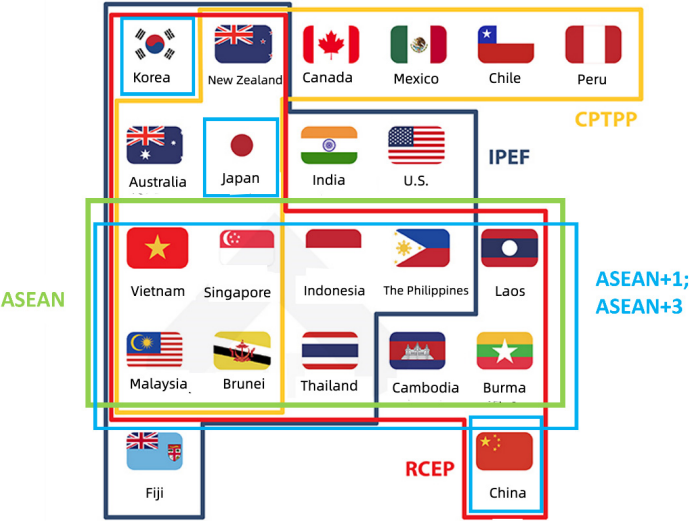 Korea
New Zealand
Canada
Mexico
Chile
Peru
CPTPP
IPEF
Australia
Japan
India
U.S.
ASEAN
Vietnam
Singapore
Indonesia
The Philippines
Laos
ASEAN+1;
ASEAN+3
Malaysia.
Brunei
Thailand
Cambodia
Burma
RCEP
Fiji
China